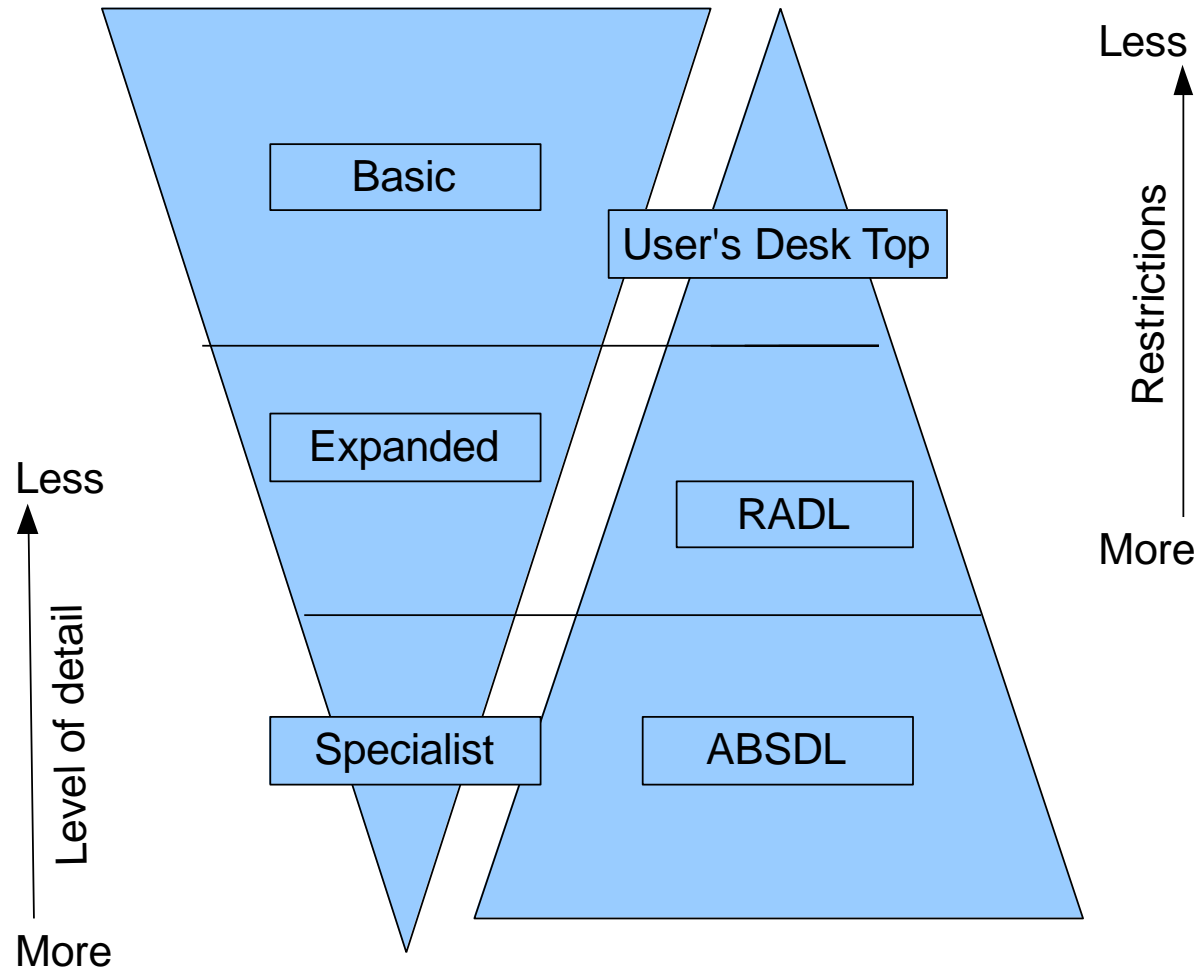 Less
Basic
User's Desk Top
Restrictions
Expanded
Less
RADL
More
Level of detail
Specialist
ABSDL
More